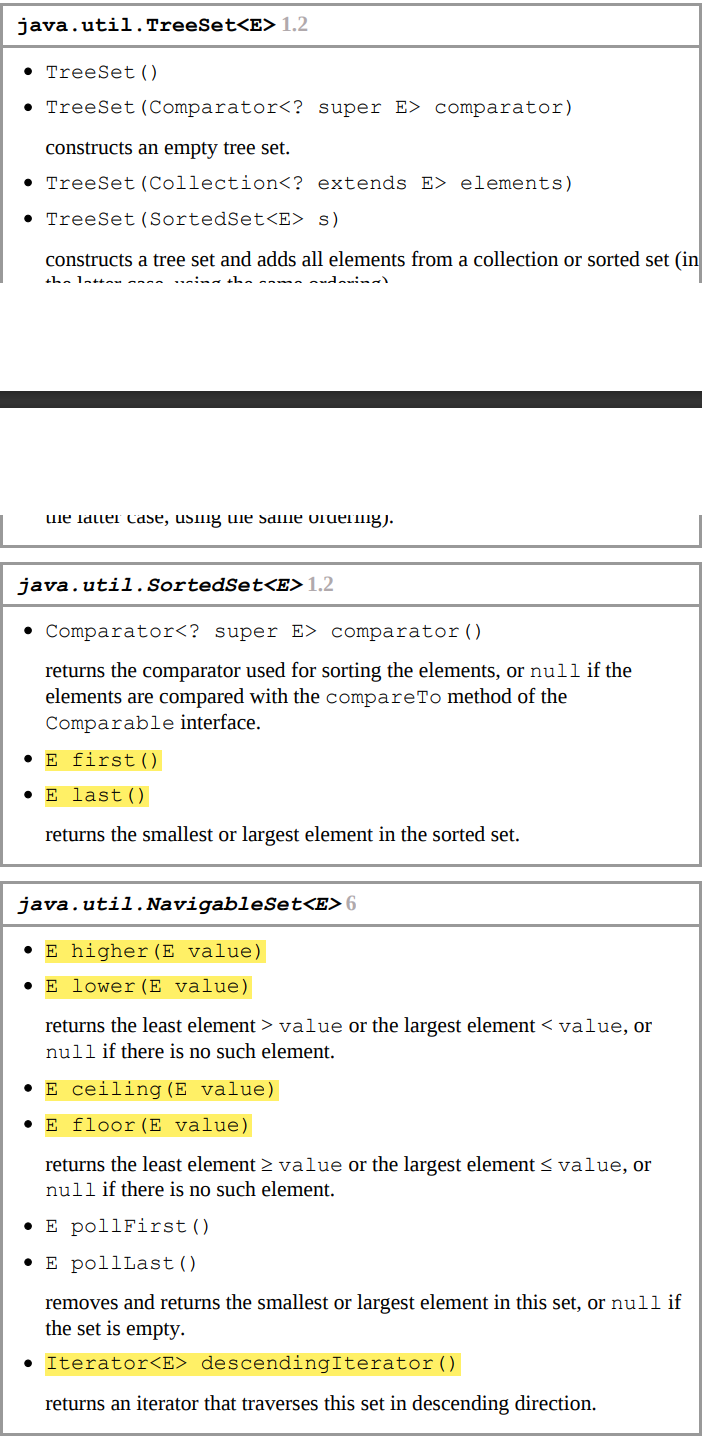 java.util.TreeSet<E> 1.2
• TreeSet()
• TreeSet(Comparator<? super E> comparator)
constructs an empty tree set.
• TreeSet(Collection<? extends E> elements)
• TreeSet(SortedSet<E> s)
constructs a tree set and adds all elements from a collection or sorted set (in
the latter case, using the same ordering)
the latter case, using the same ordering).
java.util.SortedSet<E> 1.2
• Comparator<? super E> comparator()
returns the comparator used for sorting the elements, or null if the
elements are compared with the compareTo method of the
Comparable interface.
• E first()
• E last()
returns the smallest or largest element in the sorted set.
java.util.NavigableSet<E> 6
• E higher(E value)
• E lower(E value)
returns the least element > value or the largest element < value, or
null if there is no such element.
• E ceiling(E value)
• E floor(E value)
returns the least element ≥ value or the largest element ≤ value, or
null if there is no such element.
• E pollFirst()
• E pollLast()
removes and returns the smallest or largest element in this set, or null if
the set is empty.
• Iterator<E> descendingIterator()
returns an iterator that traverses this set in descending direction.